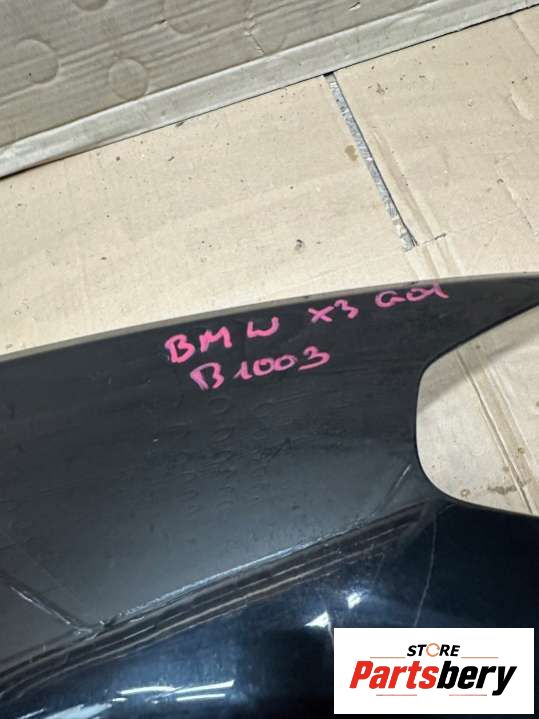 BMW X3 G01
B1003
STORE
Partsbery